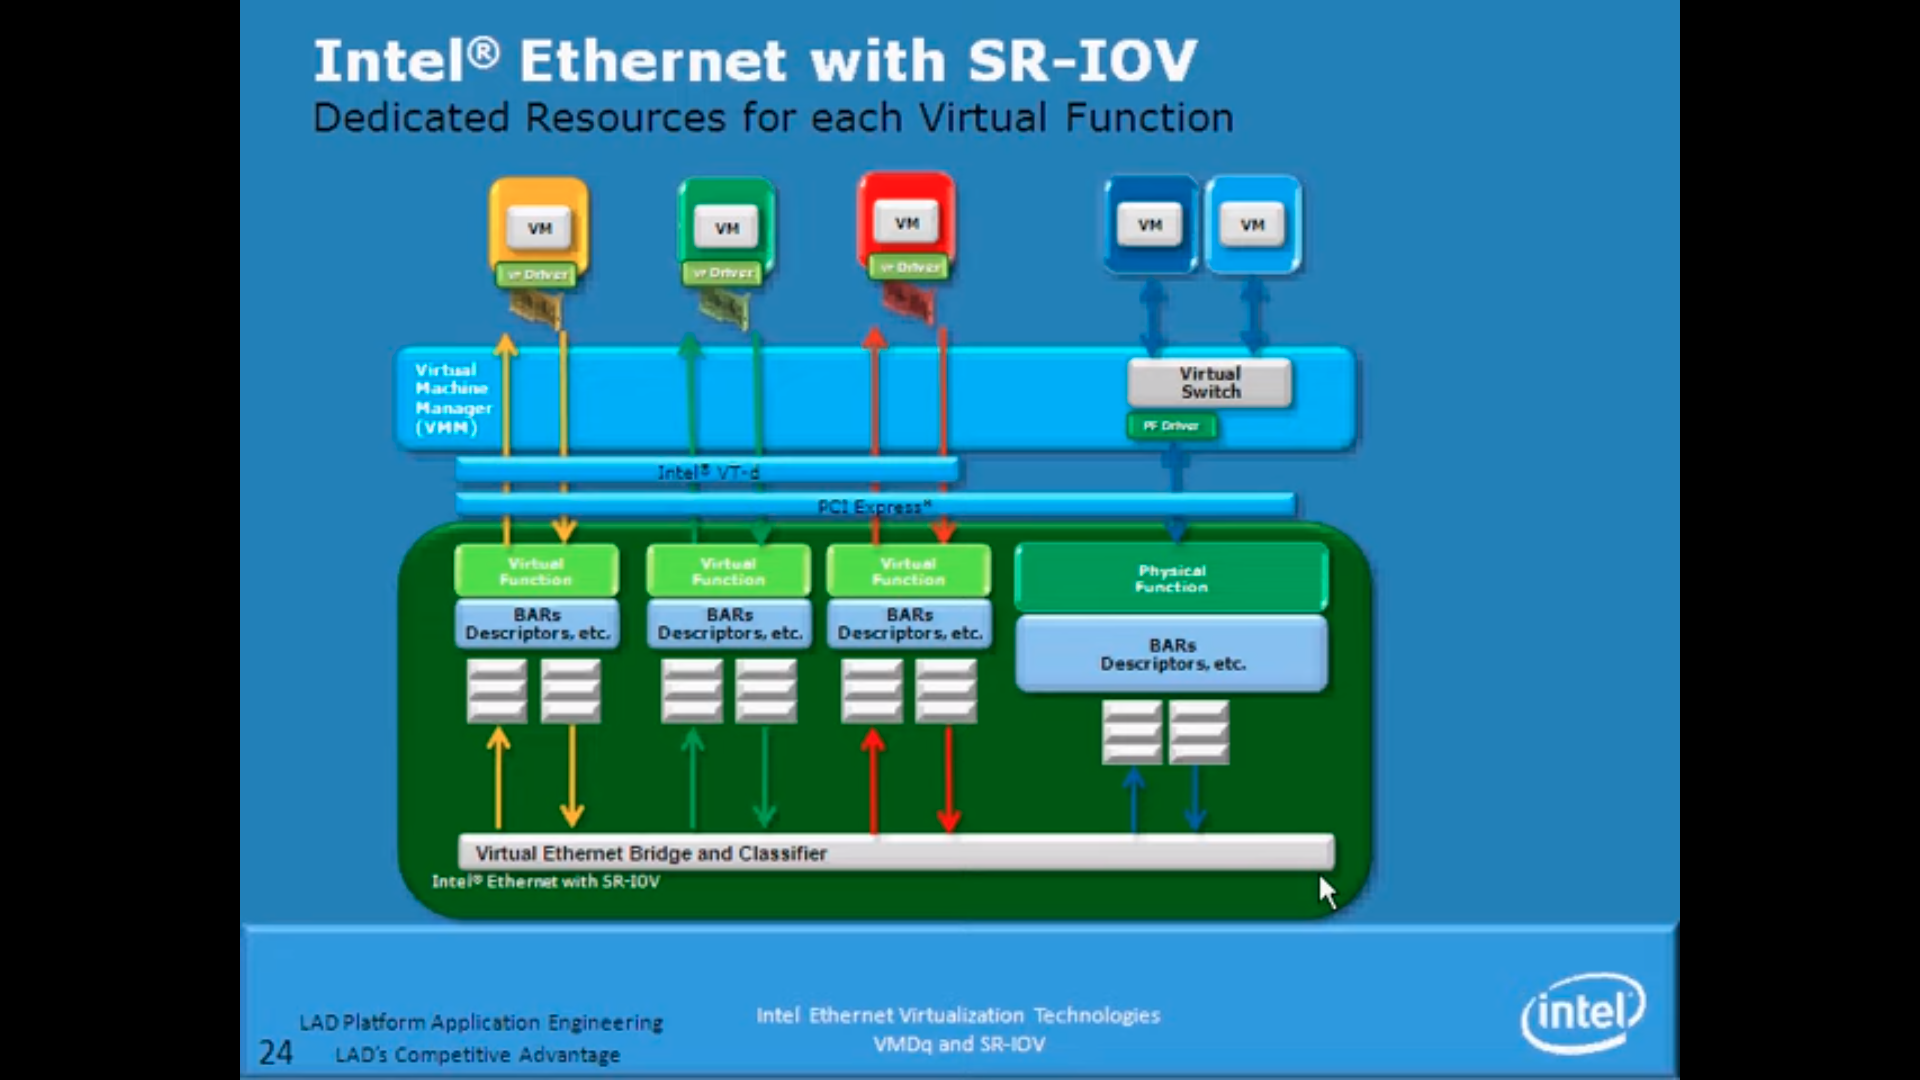 Intel® Ethernet with SR-IOV
Dedicated Resources for each Virtual Function
VM
VM
VM
VM
VM
VF Driver
VF Driver
VF Driver
Virtual
Machine
Manager
(VMM)
Virtual
Switch
PF Driver
Intel® VT-d
PCI Express*
Virtual
Function
Virtual
Function
Virtual
Function
Physical
Function
BARs
Descriptors, etc.
BARs
Descriptors, etc.
BARs
Descriptors, etc.
BARs
Descriptors, etc.
Virtual Ethernet Bridge and Classifier
Intel® Ethernet with SR-IOV
LAD Platform Application Engineering
24
LAD's Competitive Advantage
Intel Ethernet Virtualization Technologies
VMDq and SR-IOV
intel®